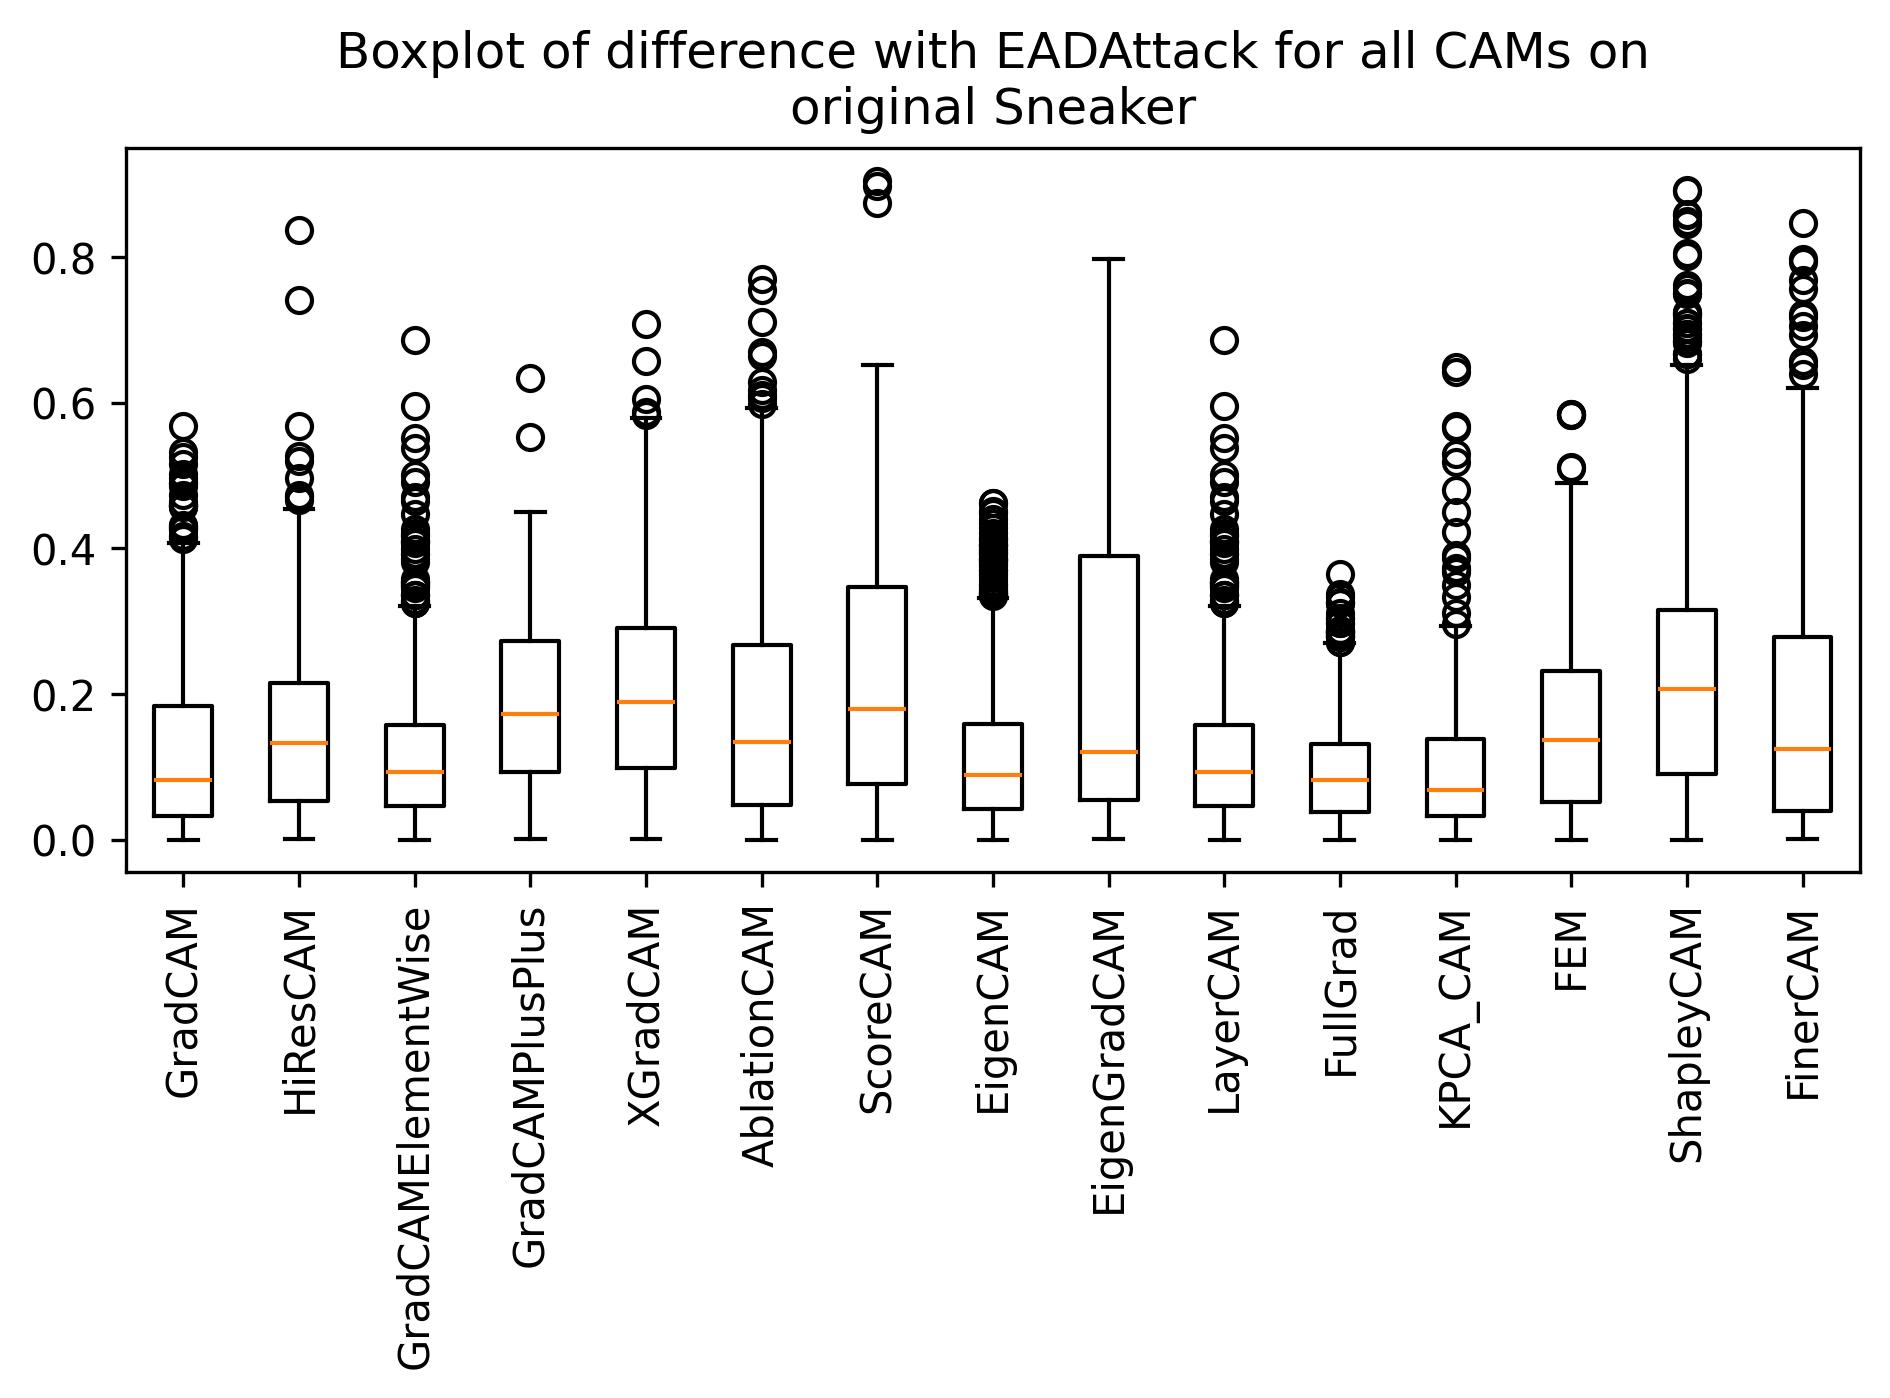 Boxplot of difference with EADAttack for all CAMs on
original Sneaker
0.8
0.6
0.4
0.2
0.0
GradCAM
HiResCAM
GradCAMElementWise
GradCAMPlusPlus
XGradCAM
AblationCAM
ScoreCAM
EigenCAM
EigenGradCAM
LayerCAM
FullGrad
KPCA_CAM
FEM
ShapleyCAM
FinerCAM